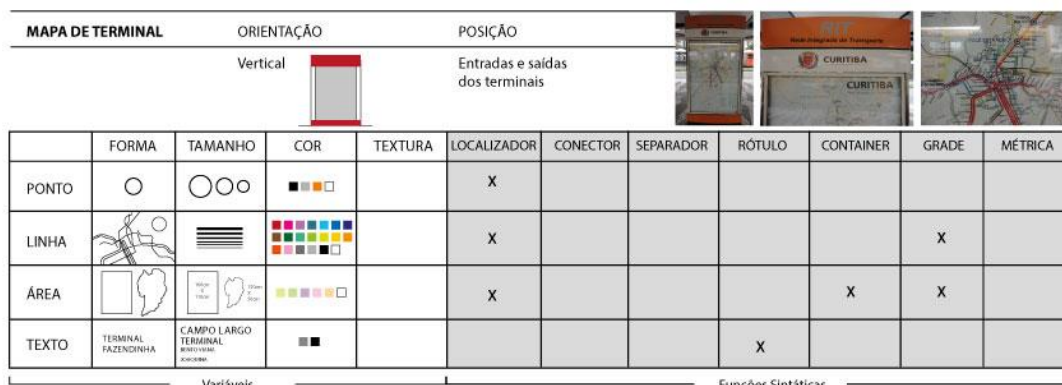 MAPA DE TERMINAL ORIENTAÇÃO POSIÇÃO
Vertical Entradas e saídas
dos terminais
RIT
Rede Integrada de Transporte
CURITIBA
CURITIBA
FORMA TAMANHO COR TEXTURA LOCALIZADOR CONECTOR SEPARADOR RÓTULO CONTAINER GRADE MÉTRICA
PONTO X
LINHA X X
ÁREA X X X
TEXTO TERMINAL FAZENDINHA CAMPO LARGO TERMINAL X
Variáveis Funções Sintáticas